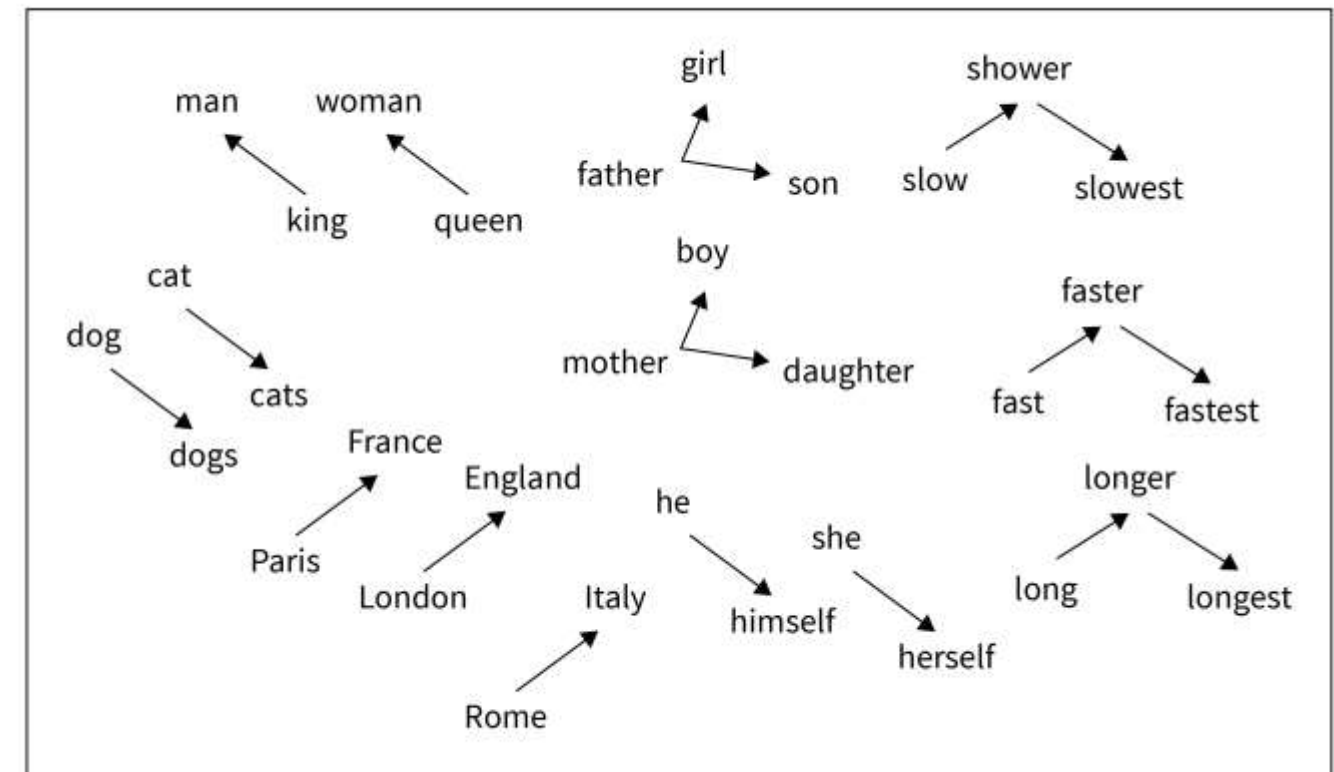 man woman
king queen
girl
father son
boy
mother daughter
shower
slow slowest
faster
fast fastest
longer
long longest
cat
cats
dog
dogs
France
Paris
England
London
Italy
Rome
he
himself
she
herself